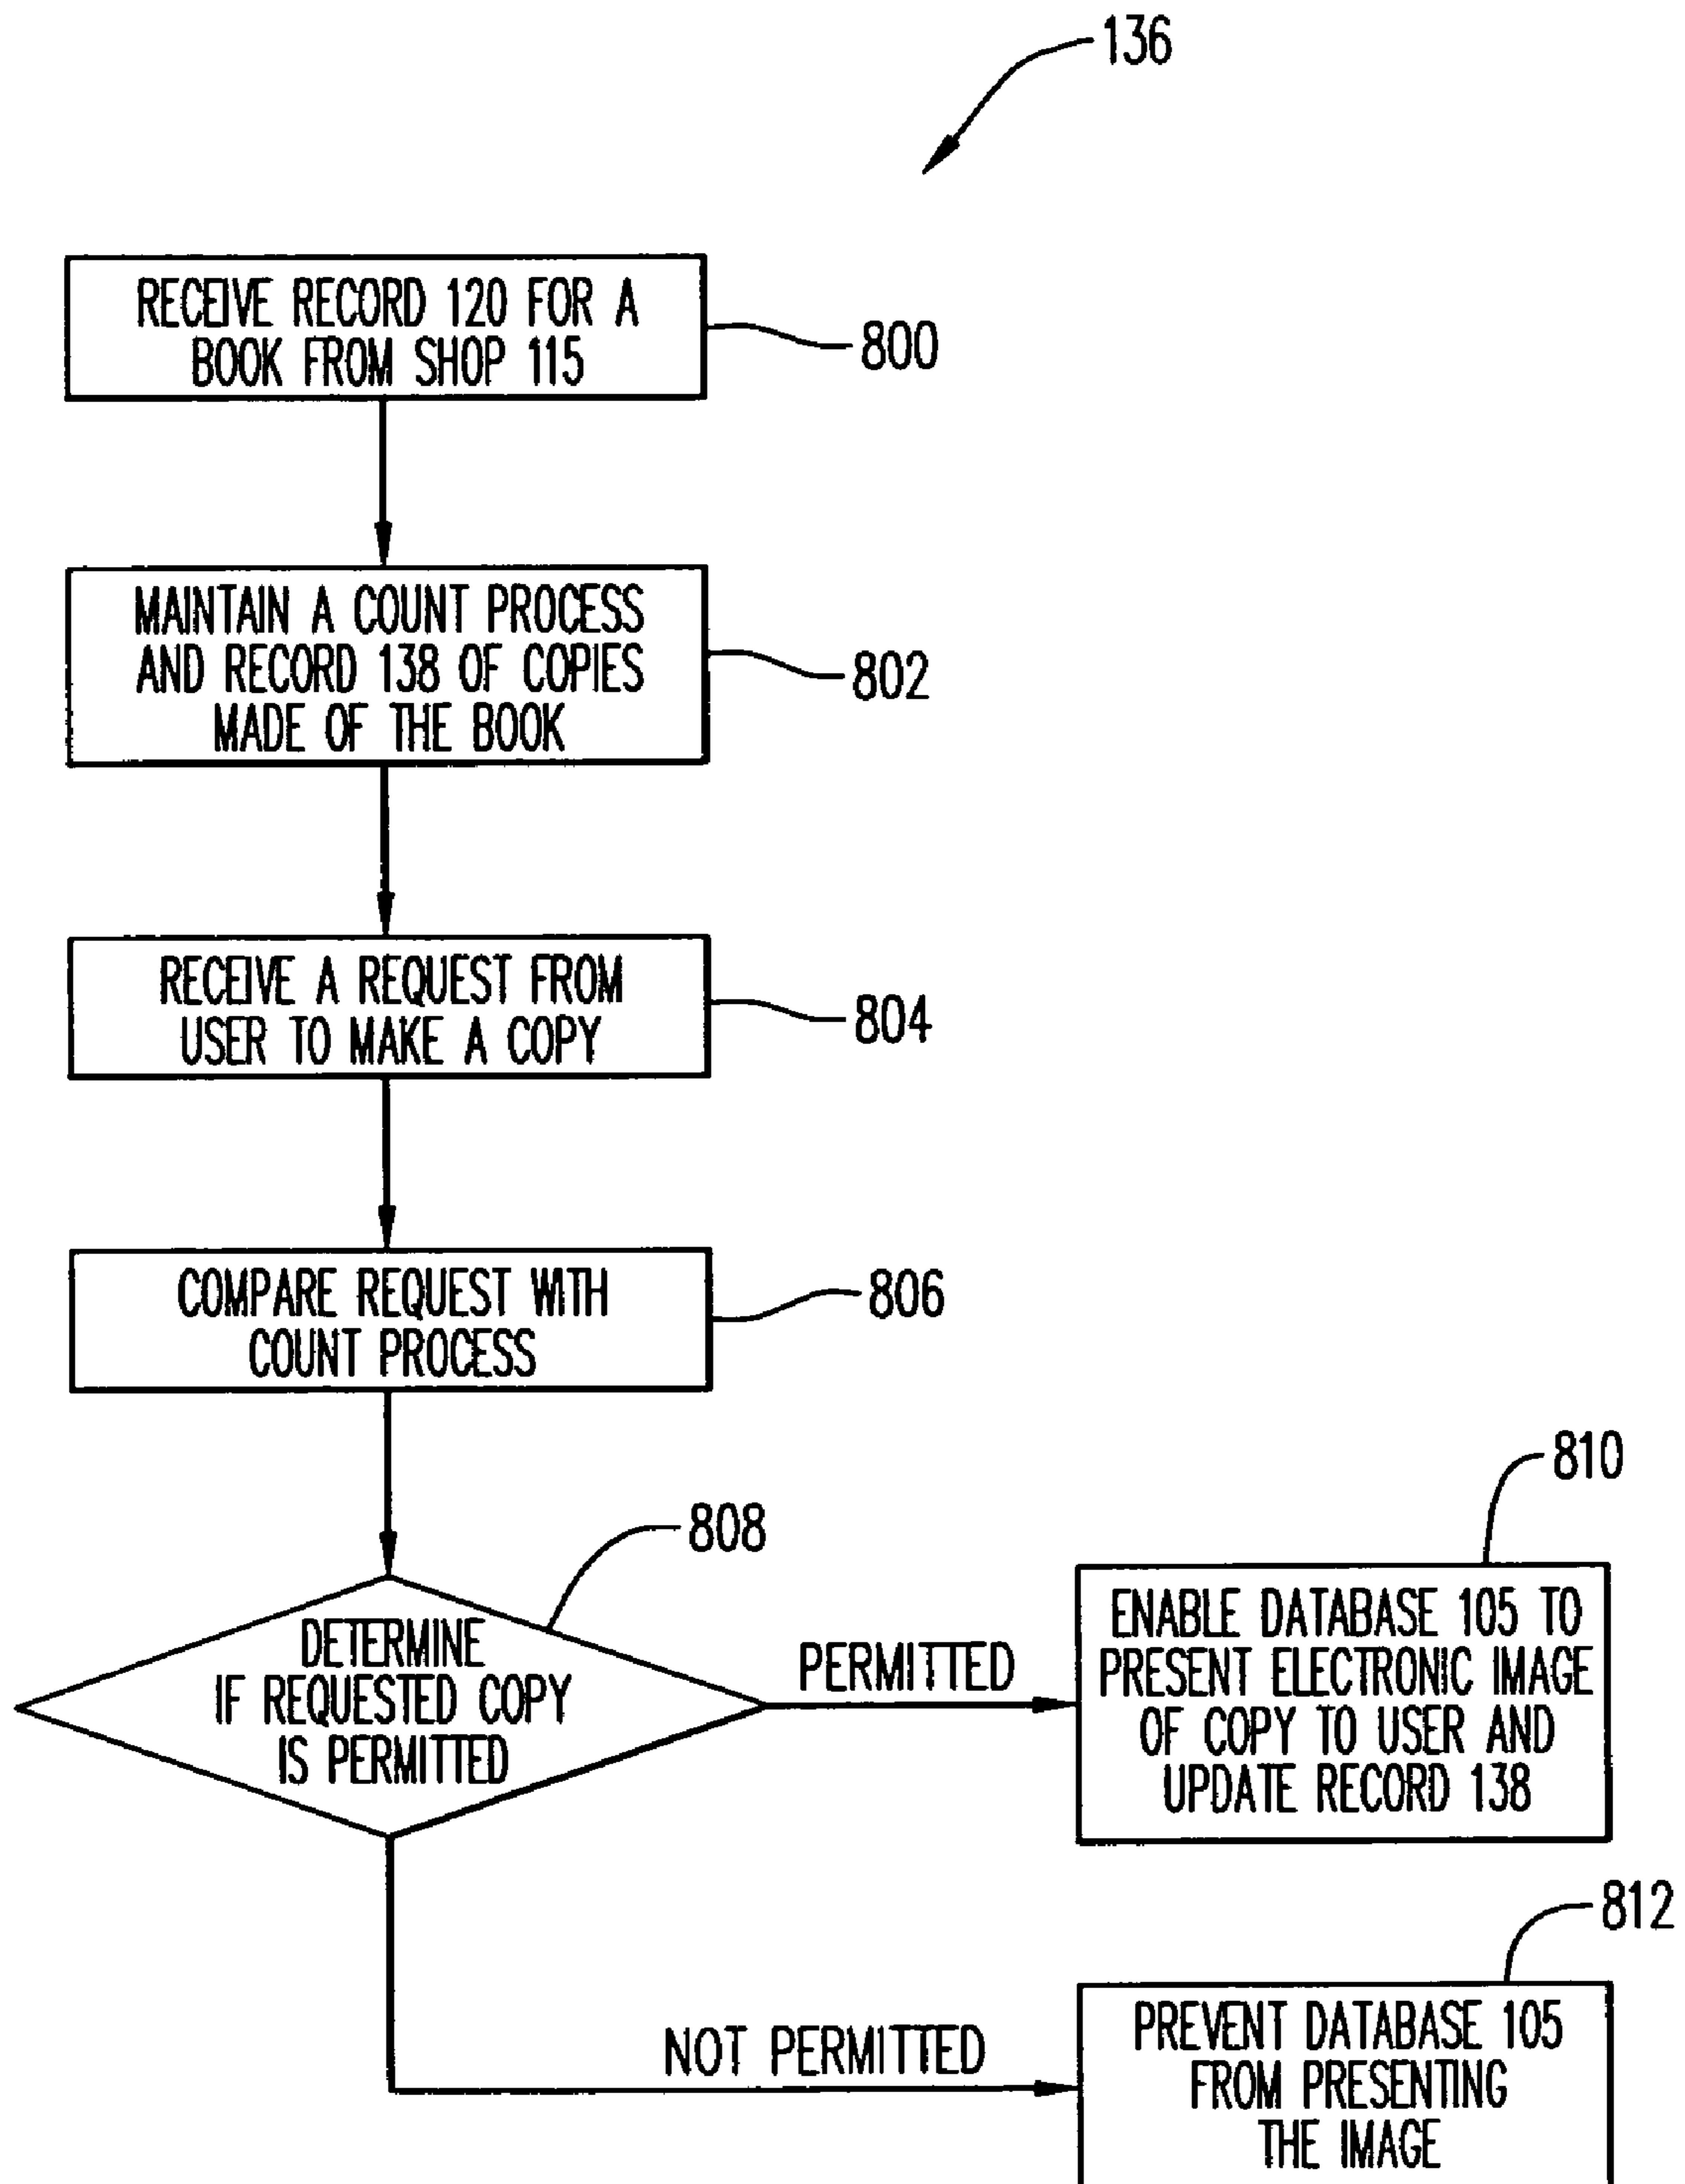 136
RECEIVE RECORD 120 FOR A
BOOK FROM SHOP 115
800
MAINTAIN A COUNT PROCESS
AND RECORD 138 OF COPIES
MADE OF THE BOOK
802
RECEIVE A REQUEST FROM
USER TO MAKE A COPY
804
COMPARE REQUEST WITH
COUNT PROCESS
806
808
DETERMINE
IF REQUESTED COPY
IS PERMITTED
PERMITTED
810
ENABLE DATABASE 105 TO
PRESENT ELECTRONIC IMAGE
OF COPY TO USER AND
UPDATE RECORD 138
NOT PERMITTED
812
PREVENT DATABASE 105
FROM PRESENTING
THE IMAGE